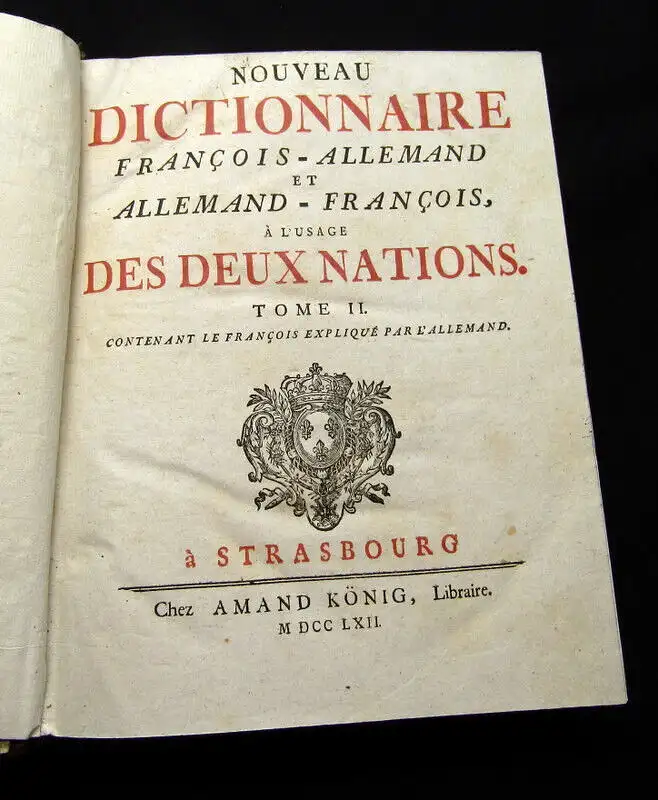 NOUVEAU
DICTIONNAIRE
FRANÇOIS - ALLEMAND
ET
ALLEMAND - FRANÇOIS,
À L'USAGE
DES DEUX NATIONS.
TOME II.
CONTENANT LE FRANÇOIS EXPLIQUÉ PAR L'ALLEMAND.
à STRASBOURG
Chez AMAND KÖNIG, Libraire.
M DCC LXII.